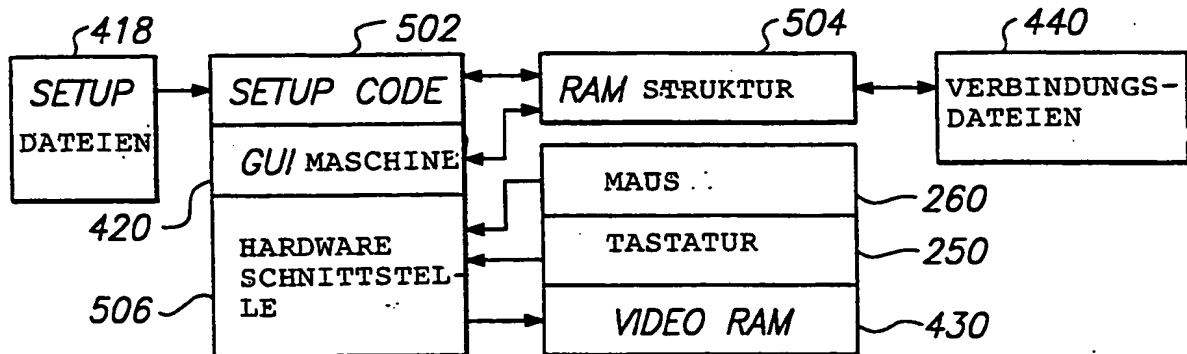 418
502
504
440
SETUP
DATEIEN
SETUP CODE
RAM STRUKTUR
VERBINDUNGS-
DATEIEN
GUI MASCHINE
420
HARDWARE
SCHNITTSTEL-
LE
506
MAUS
260
TASTATUR
250
VIDEO RAM
430